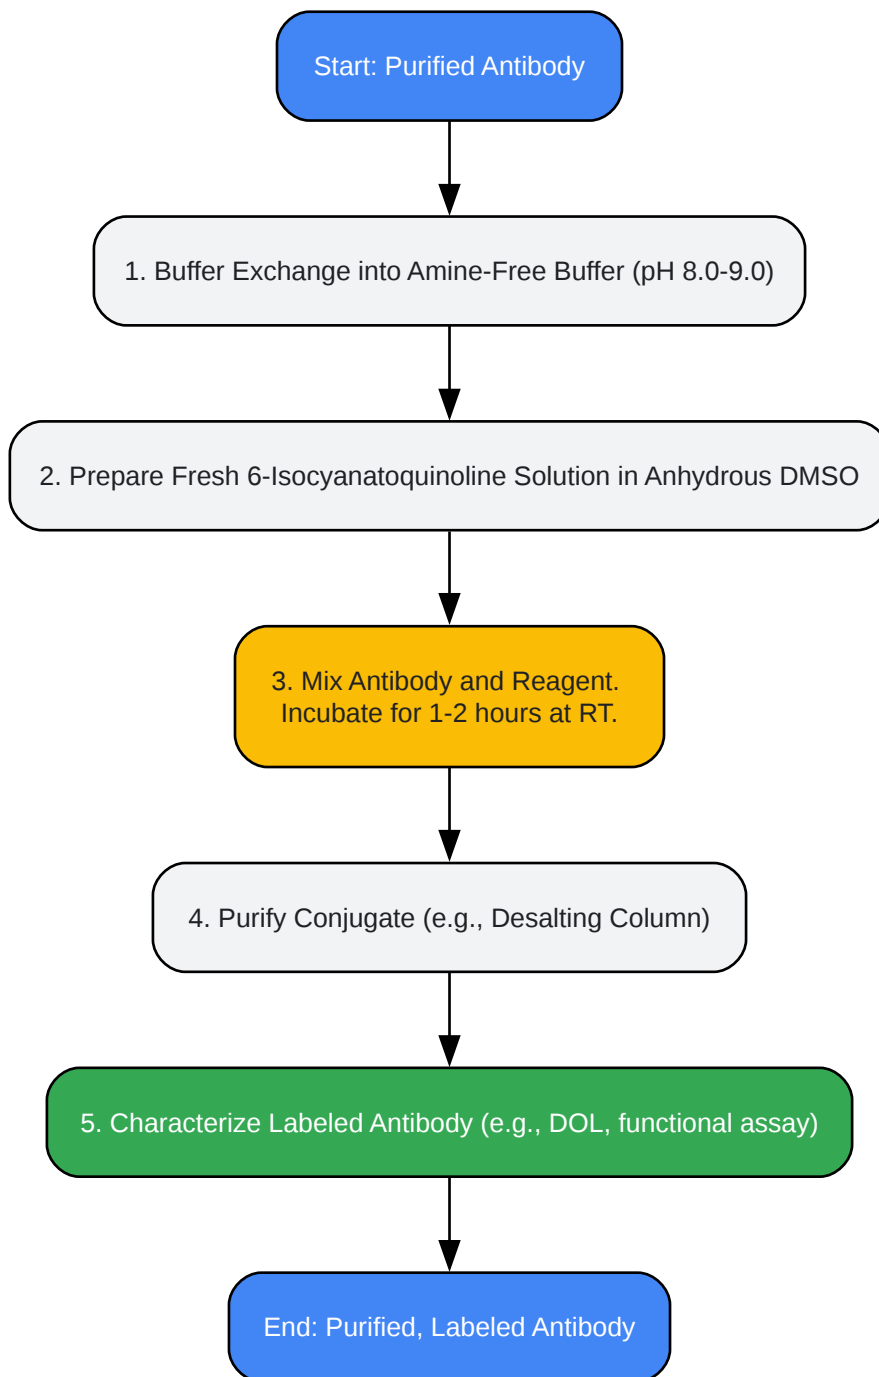 Start: Purified Antibody
1. Buffer Exchange into Amine-Free Buffer (pH 8.0-9.0)
2. Prepare Fresh 6-Isocyanatoquinoline Solution in Anhydrous DMSO
3. Mix Antibody and Reagent.
Incubate for 1-2 hours at RT.
4. Purify Conjugate (e.g., Desalting Column)
5. Characterize Labeled Antibody (e.g., DOL, functional assay)
End: Purified, Labeled Antibody